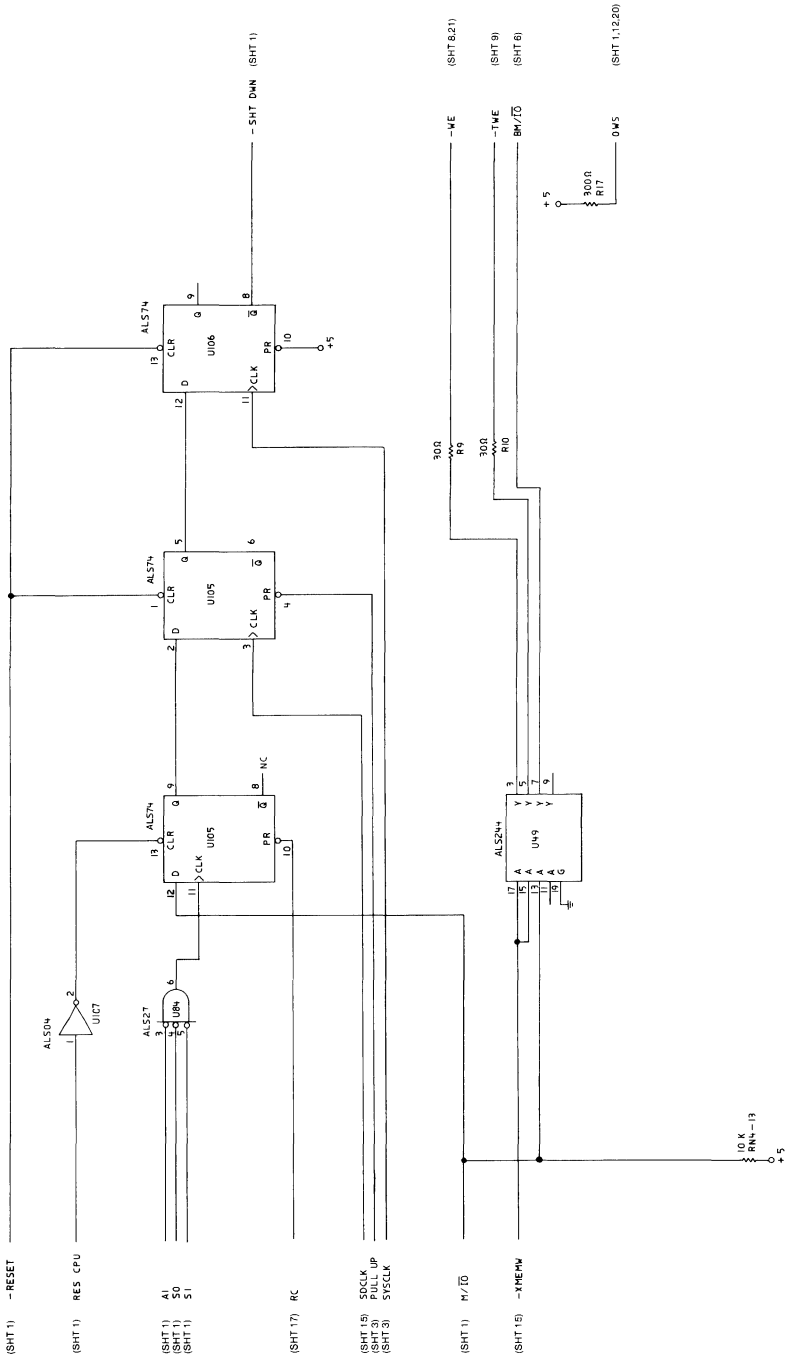 (SHT 1) -RESET
(SHT 1) RES CPU
(SHT 1) A1
(SHT 1) S0
(SHT 1) S1
(SHT 17) RC
(SHT 15) SDCLK
(SHT 3) PULL UP
(SHT 3) SYSCLK
(SHT 1) M/IO
(SHT 15) -XMEMW
ALS04
1
2
U107
ALS27
3
4
5
U84
6
ALS74
13
CLR
12
D
Q
9
U105
11
CLK
Q
8
NC
PR
10
ALS74
1
CLR
2
D
Q
5
U105
3
CLK
Q
6
PR
4
ALS74
13
CLR
12
D
Q
9
U106
11
CLK
Q
8
PR
10
+5
-SHT DWN (SHT 1)
ALS244
17 A Y 3
15 A Y 5
13 A Y 7
11 A Y 9
19 G
U49
30Ω
R9
30Ω
R10
-WE (SHT 8,21)
-TWE (SHT 9)
BM/IO (SHT 6)
+5
300Ω
R17
OWS (SHT 1,12,20)
10 K
RN4-13
+5